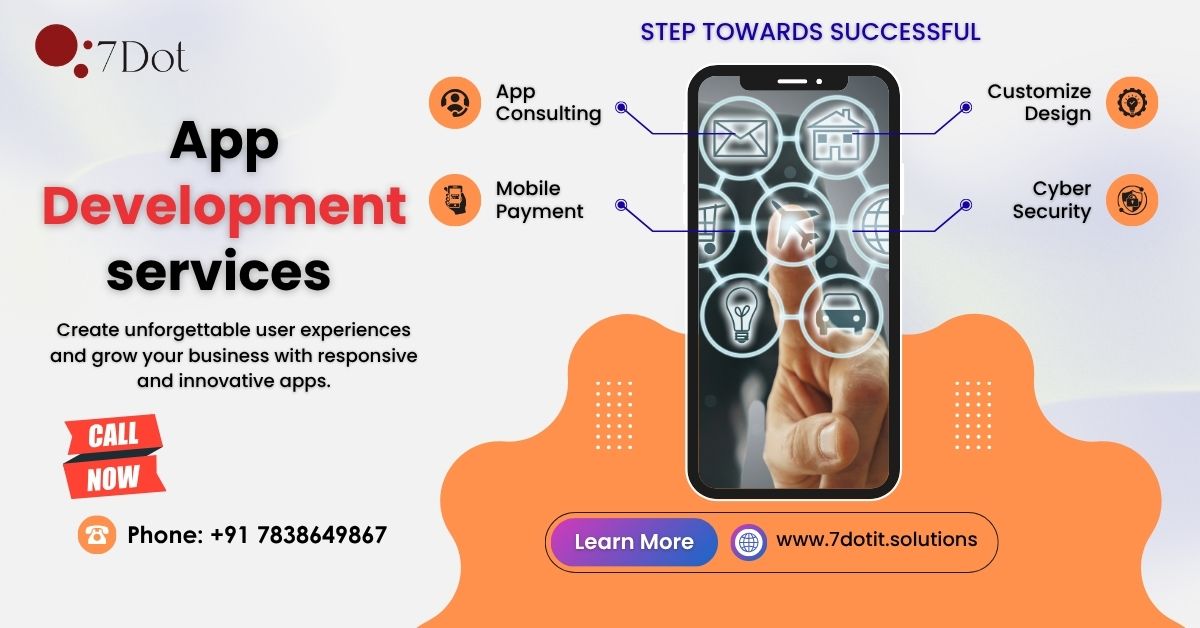 7Dot
App
Development
services
Create unforgettable user experiences
and grow your business with responsive
and innovative apps.
CALL
NOW
Phone: +91 7838649867
STEP TOWARDS SUCCESSFUL
App
Consulting
Mobile
Payment
Customize
Design
Cyber
Security
Learn More
www.7dotit.solutions